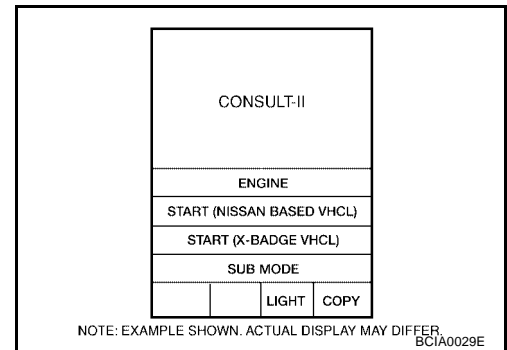 CONSULT-II
ENGINE
START (NISSAN BASED VHCL)
START (X-BADGE VHCL)
SUB MODE
LIGHT COPY
NOTE: EXAMPLE SHOWN. ACTUAL DISPLAY MAY DIFFER.
BCIA0029E